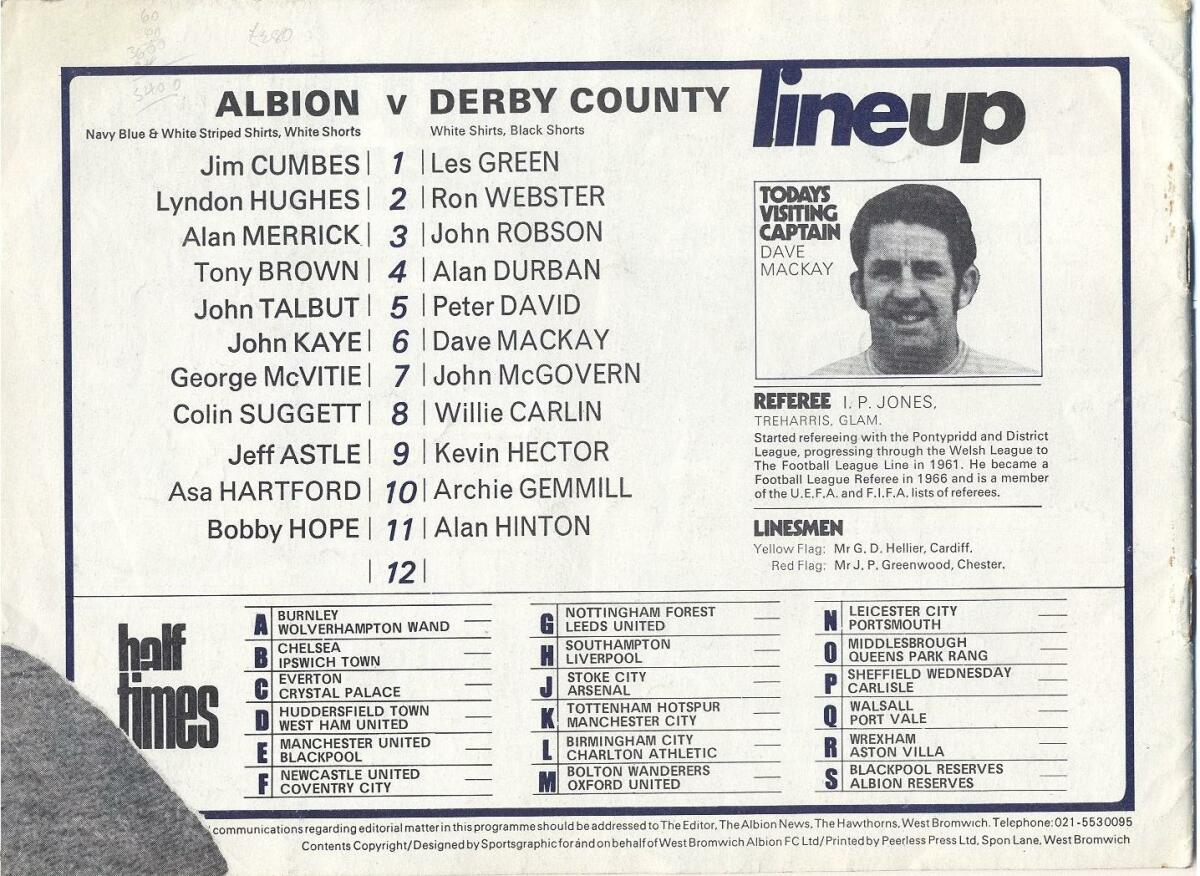 60
£380
lineup
ALBION v DERBY COUNTY
Navy Blue & White Striped Shirts, White Shorts White Shirts, Black Shorts
Jim CUMBES 1 Les GREEN
Lyndon HUGHES 2 Ron WEBSTER
Alan MERRICK 3 John ROBSON
Tony BROWN 4 Alan DURBAN
John TALBUT 5 Peter DAVID
John KAYE 6 Dave MACKAY
George McVITIE 7 John McGOVERN
Colin SUGGETT 8 Willie CARLIN
Jeff ASTLE 9 Kevin HECTOR
Asa HARTFORD 10 Archie GEMMILL
Bobby HOPE 11 Alan HINTON
12
TODAYS
VISITING
CAPTAIN
DAVE
MACKAY
REFEREE I. P. JONES,
TREHARRIS, GLAM.
Started refereeing with the Pontypridd and District
League, progressing through the Welsh League to
The Football League Line in 1961. He became a
Football League Referee in 1966 and is a member
of the U.E.F.A. and F.I.F.A. lists of referees.
LINESMEN
Yellow Flag: Mr G. D. Hellier, Cardiff.
Red Flag: Mr J. P. Greenwood, Chester.
half
times
A BURNLEY
WOLVERHAMPTON WAND
B CHELSEA
IPSWICH TOWN
C EVERTON
CRYSTAL PALACE
D HUDDERSFIELD TOWN
WEST HAM UNITED
E MANCHESTER UNITED
BLACKPOOL
F NEWCASTLE UNITED
COVENTRY CITY
G NOTTINGHAM FOREST
LEEDS UNITED
H SOUTHAMPTON
LIVERPOOL
J STOKE CITY
ARSENAL
K TOTTENHAM HOTSPUR
MANCHESTER CITY
L BIRMINGHAM CITY
CHARLTON ATHLETIC
M BOLTON WANDERERS
OXFORD UNITED
N LEICESTER CITY
PORTSMOUTH
O MIDDLESBROUGH
QUEENS PARK RANG
P SHEFFIELD WEDNESDAY
CARLISLE
Q WALSALL
PORT VALE
R WREXHAM
ASTON VILLA
S BLACKPOOL RESERVES
ALBION RESERVES
communications regarding editorial matter in this programme should be addressed to The Editor, The Albion News, The Hawthorns, West Bromwich. Telephone: 021-553 0095
Contents Copyright/Designed by Sportsgraphic for and on behalf of West Bromwich Albion FC Ltd/Printed by Peerless Press Ltd, Spon Lane, West Bromwich